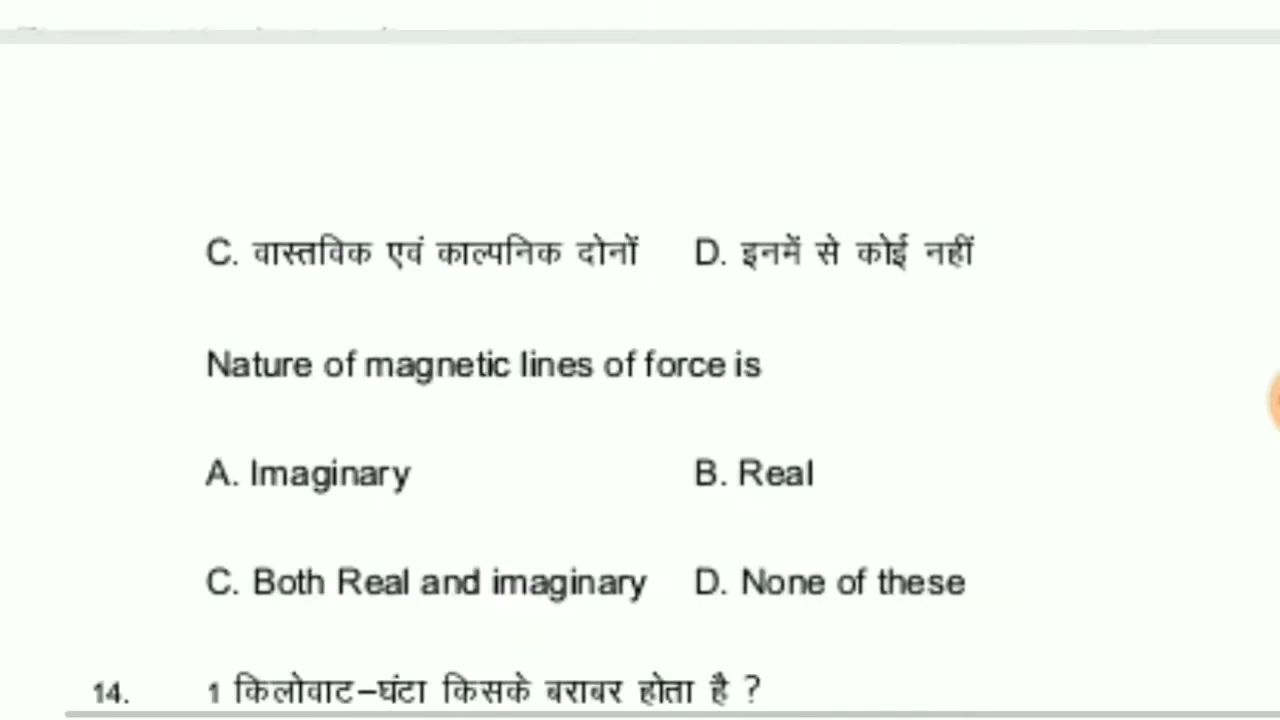 C. वास्तविक एवं काल्पनिक दोनों D. इनमें से कोई नहीं
Nature of magnetic lines of force is
A. Imaginary B. Real
C. Both Real and imaginary D. None of these
14. 1 किलोवाट-घंटा किसके बराबर होता है ?